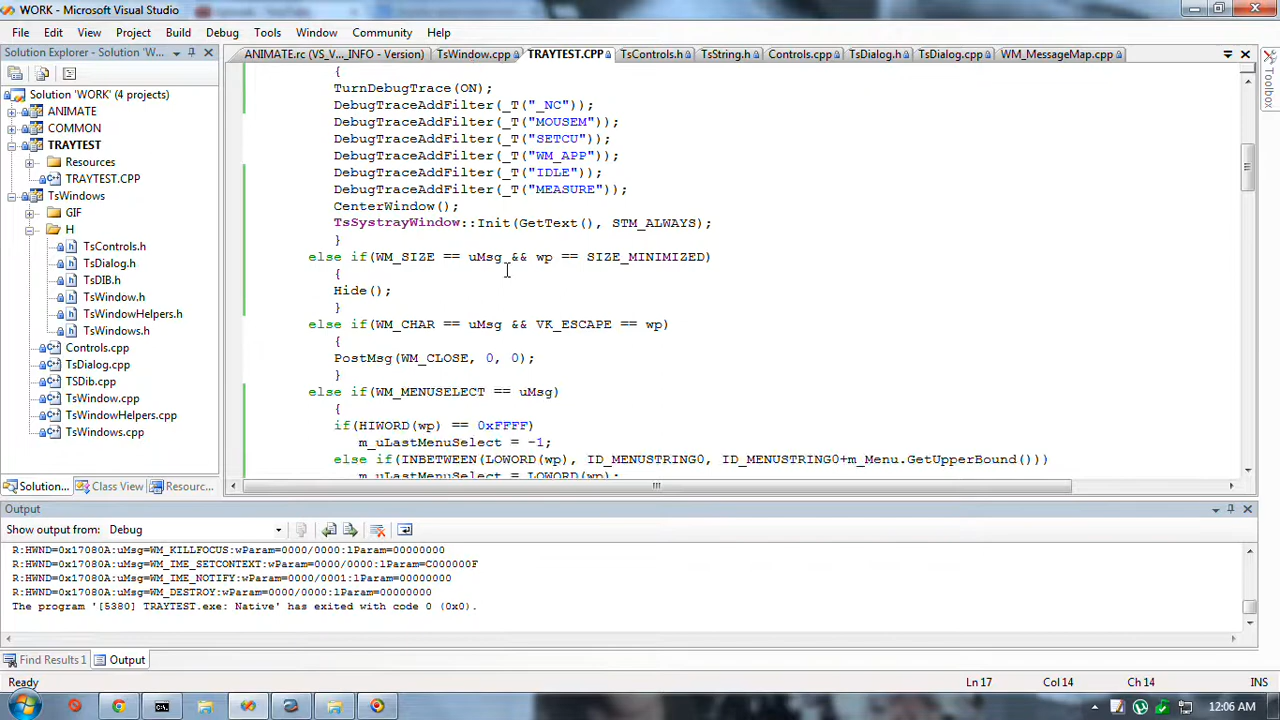 WORK - Microsoft Visual Studio
File Edit View Project Build Debug Tools Window Community Help
Solution Explorer - Solution 'W...
ANIMATE.rc (VS_V..._INFO - Version) TsWindow.cpp TRAYTEST.CPP TsControls.h TsString.h Controls.cpp TsDialog.h TsDialog.cpp WM_MessageMap.cpp
Toolbox
Solution 'WORK' (4 projects)
ANIMATE
COMMON
TRAYTEST
Resources
TRAYTEST.CPP
TsWindows
GIF
H
TsControls.h
TsDialog.h
TsDIB.h
TsWindow.h
TsWindowHelpers.h
TsWindows.h
Controls.cpp
TsDialog.cpp
TSDib.cpp
TsWindow.cpp
TsWindowHelpers.cpp
TsWindows.cpp
Solution... Class View Resourc...
{
TurnDebugTrace(ON);
DebugTraceAddFilter(_T("_NC"));
DebugTraceAddFilter(_T("MOUSEM"));
DebugTraceAddFilter(_T("SETCU"));
DebugTraceAddFilter(_T("WM_APP"));
DebugTraceAddFilter(_T("IDLE"));
DebugTraceAddFilter(_T("MEASURE"));
CenterWindow();
TsSystrayWindow::Init(GetText(), STM_ALWAYS);
}
else if(WM_SIZE == uMsg && wp == SIZE_MINIMIZED)
{
Hide();
}
else if(WM_CHAR == uMsg && VK_ESCAPE == wp)
{
PostMsg(WM_CLOSE, 0, 0);
}
else if(WM_MENUSELECT == uMsg)
{
if(HIWORD(wp) == 0xFFFF)
m_uLastMenuSelect = -1;
else if(INBETWEEN(LOWORD(wp), ID_MENUSTRING0, ID_MENUSTRING0+m_Menu.GetUpperBound()))
m_uLastMenuSelect = LOWORD(wp);
Output
Show output from: Debug
R:HWND=0x17080A:uMsg=WM_KILLFOCUS:wParam=0000/0000:lParam=00000000
R:HWND=0x17080A:uMsg=WM_IME_SETCONTEXT:wParam=0000/0000:lParam=C000000F
R:HWND=0x17080A:uMsg=WM_IME_NOTIFY:wParam=0000/0001:lParam=00000000
R:HWND=0x17080A:uMsg=WM_DESTROY:wParam=0000/0000:lParam=00000000
The program '[5380] TRAYTEST.exe: Native' has exited with code 0 (0x0).
Find Results 1 Output
Ready Ln 17 Col 14 Ch 14 INS
12:06 AM